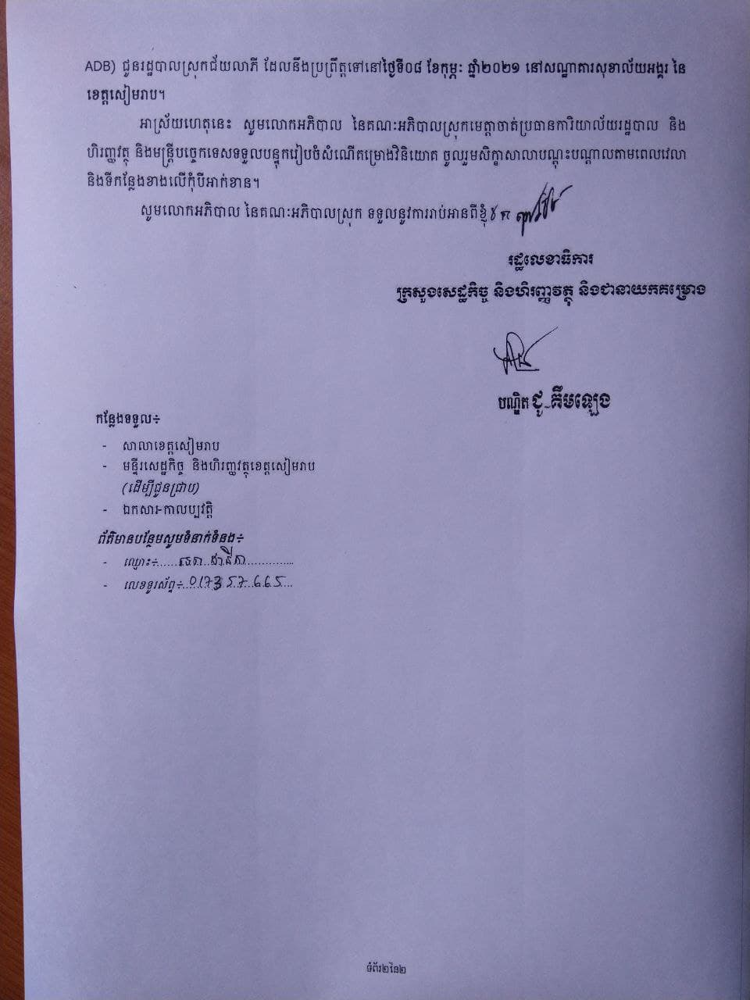 ADB) ជូនរដ្ឋបាលស្រុកជ័យលាភី ដែលនឹងប្រព្រឹត្តទៅនៅថ្ងៃទី០៨ ខែកុម្ភៈ ឆ្នាំ២០២១ នៅសណ្ឋាគារសុខាល័យអង្គរ នៃ
ខេត្តសៀមរាប។
អាស្រ័យហេតុនេះ សូមលោកអភិបាល នៃគណៈអភិបាលស្រុកមេត្តាចាត់ប្រធានការិយាល័យរដ្ឋបាល និង
ហិរញ្ញវត្ថុ និងមន្ត្រីបច្ចេកទេសទទួលបន្ទុករៀបចំសំណើគម្រោងវិនិយោគ ចូលរួមសិក្ខាសាលាបណ្តុះបណ្តាលតាមពេលវេលា
និងទីកន្លែងខាងលើកុំបីអាក់ខាន។
សូមលោកអភិបាល នៃគណៈអភិបាលស្រុក ទទួលនូវការរាប់អានពីខ្ញុំ
រដ្ឋលេខាធិការ
ក្រសួងសេដ្ឋកិច្ច និងហិរញ្ញវត្ថុ និងជានាយកគម្រោង
បណ្ឌិត ជូ គឹមឡេង
កន្លែងទទួល៖
- សាលាខេត្តសៀមរាប
- មន្ទីរសេដ្ឋកិច្ច និងហិរញ្ញវត្ថុខេត្តសៀមរាប
(ដើម្បីជូនជ្រាប)
- ឯកសារ-កាលប្បវត្តិ
ព័ត៌មានបន្ថែមសូមទំនាក់ទំនង៖
- ឈ្មោះ៖
- លេខទូរស័ព្ទ៖ 017 357 665
ទំព័រ២នៃ២